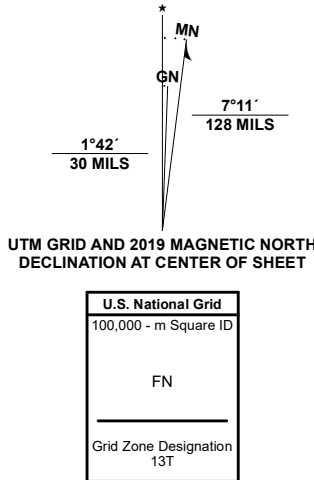 ★
MN
GN
7°11´
128 MILS
1°42´
30 MILS
UTM GRID AND 2019 MAGNETIC NORTH
DECLINATION AT CENTER OF SHEET
U.S. National Grid
100,000 - m Square ID
FN
Grid Zone Designation
13T